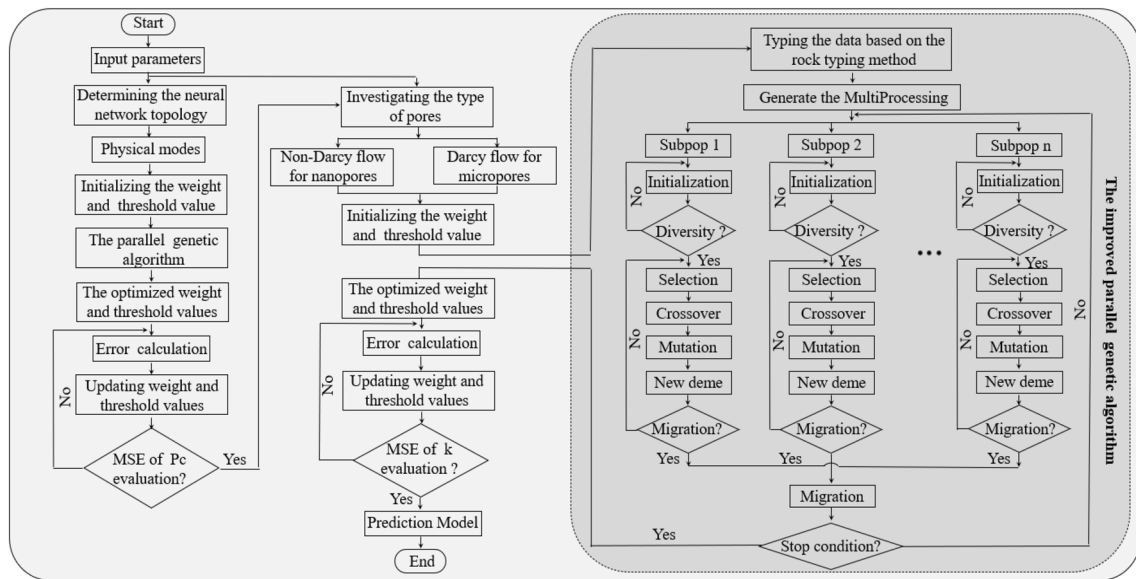 Start
Input parameters
Determining the neural
network topology
Physical modes
Initializing the weight
and threshold value
The parallel genetic
algorithm
The optimized weight
and threshold values
Error calculation
Updating weight and
threshold values
No
MSE of Pc
evaluation?
Yes
Investigating the type
of pores
Non-Darcy flow
for nanopores
Darcy flow for
micropores
Initializing the weight
and threshold value
The optimized weight
and threshold values
Error calculation
Updating weight and
threshold values
No
MSE of k
evaluation ?
Yes
Prediction Model
End
Typing the data based on the
rock typing method
Generate the MultiProcessing
Subpop 1
Initialization
No
Diversity ?
Yes
Selection
Crossover
No
Mutation
New deme
Migration?
Yes
Subpop 2
Initialization
No
Diversity ?
Yes
Selection
Crossover
No
Mutation
New deme
Migration?
Yes
...
Subpop n
Initialization
No
Diversity ?
Yes
Selection
Crossover
No
Mutation
New deme
Migration?
Yes
Migration
Stop condition?
Yes
No
The improved parallel genetic algorithm